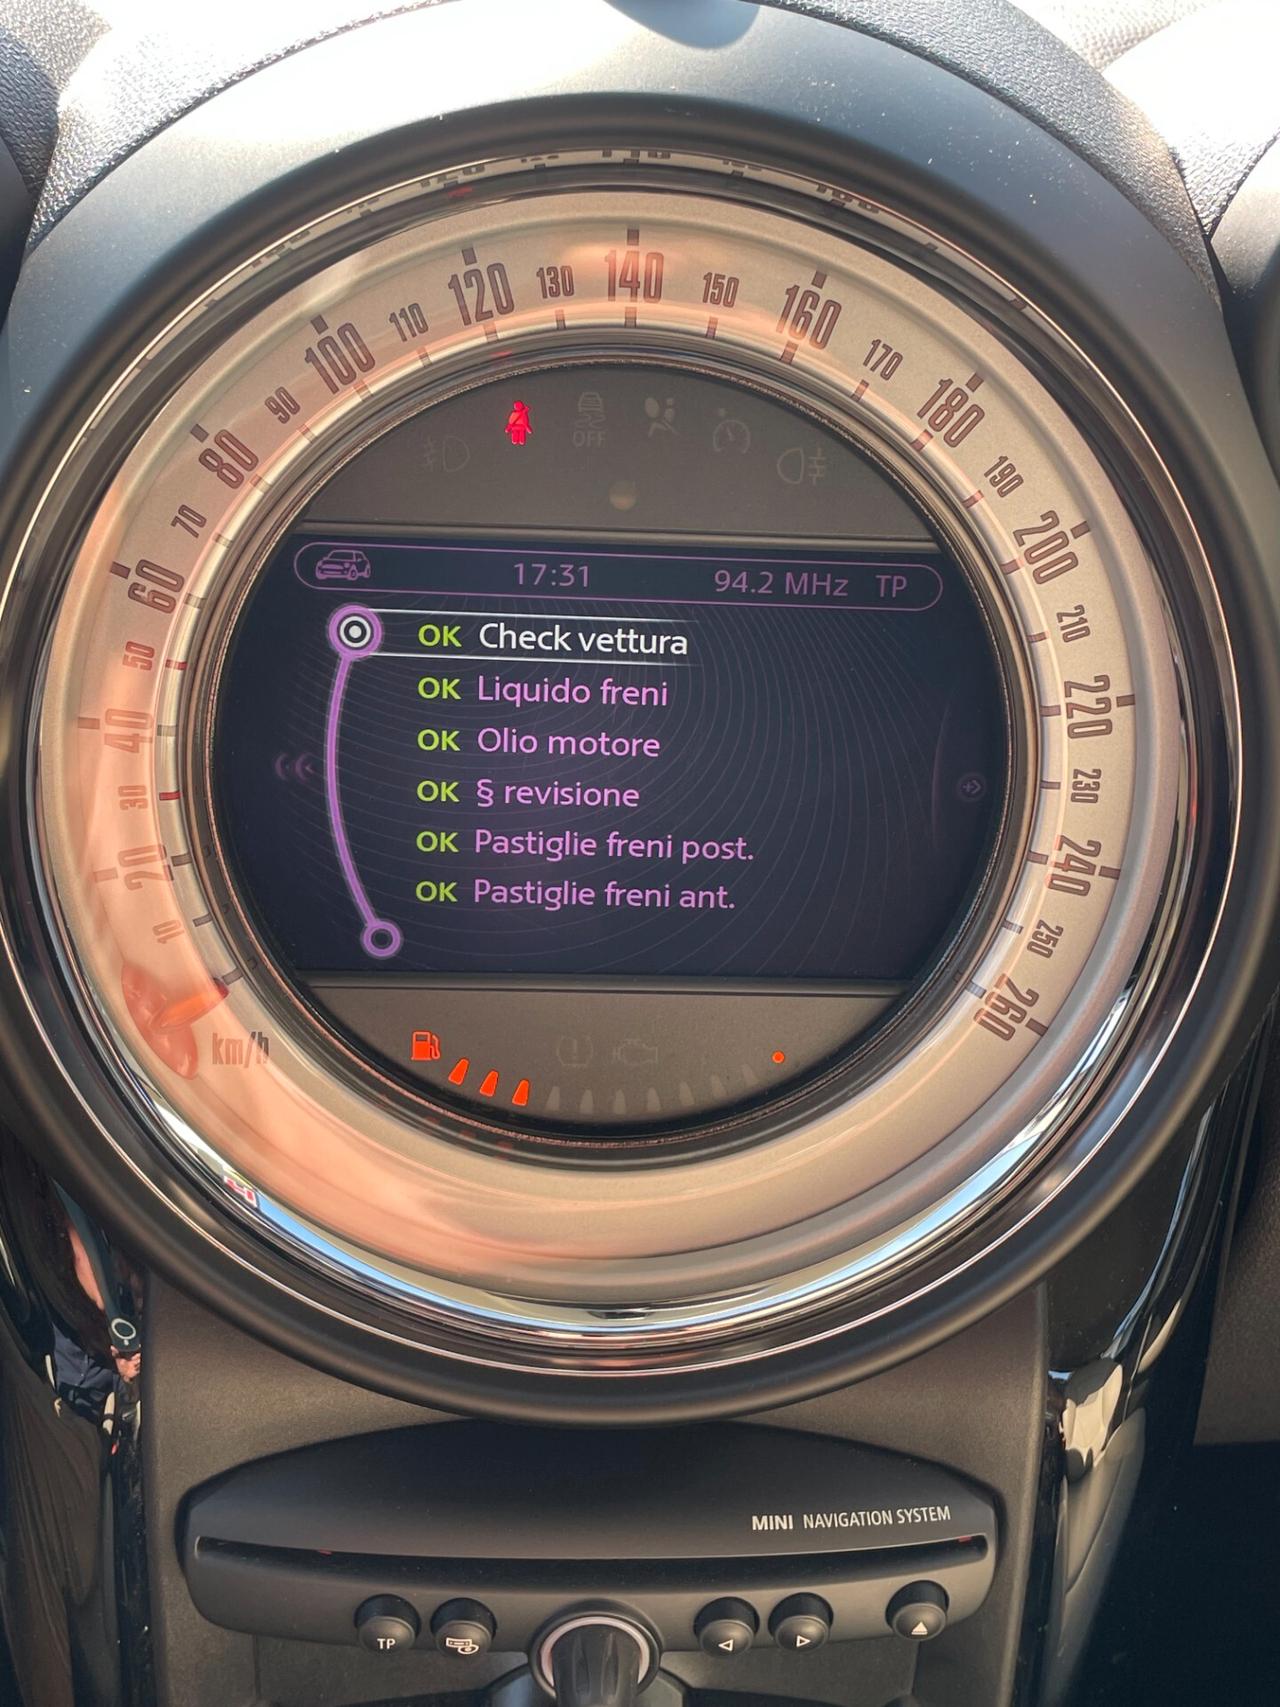 10
20
30
40
50
60
70
80
90
100
110
120
130
140
150
160
170
180
190
200
210
220
230
240
250
260
km/h
OFF
17:31 94.2 MHz TP
OK Check vettura
OK Liquido freni
OK Olio motore
OK § revisione
OK Pastiglie freni post.
OK Pastiglie freni ant.
MINI NAVIGATION SYSTEM
TP